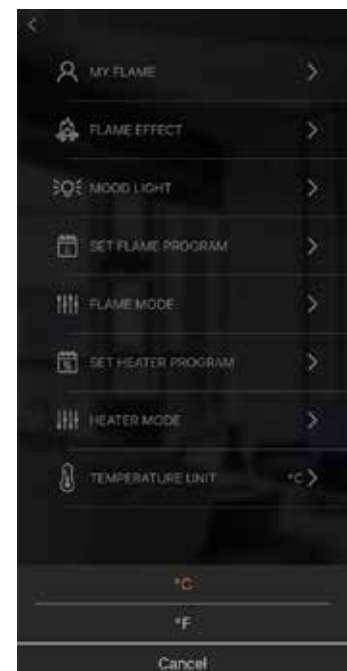 MY FLAME
FLAME EFFECT
MOOD LIGHT
SET FLAME PROGRAM
FLAME MODE
SET HEATER PROGRAM
HEATER MODE
TEMPERATURE UNIT °C
°C
°F
Cancel